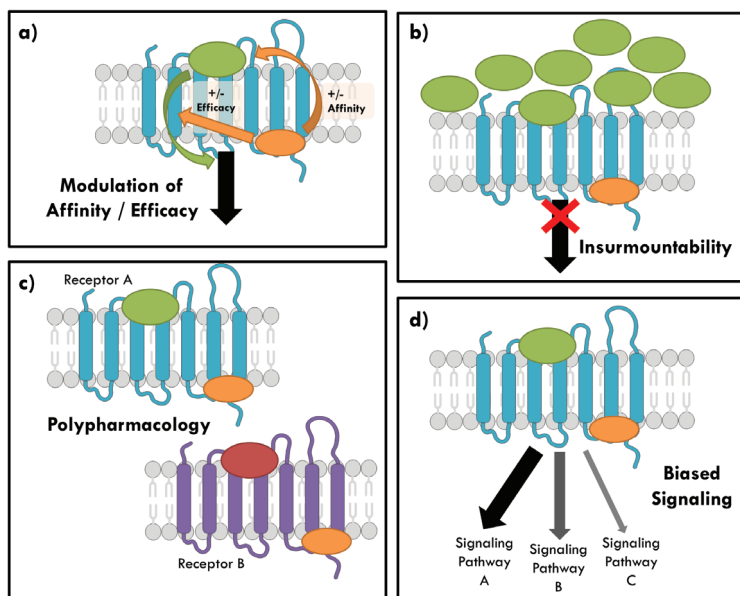 a)
+/-
Efficacy
+/-
Affinity
Modulation of
Affinity / Efficacy
b)
Insurmountability
c)
Receptor A
Polypharmacology
Receptor B
d)
Biased
Signaling
Signaling
Pathway
A
Signaling
Pathway
B
Signaling
Pathway
C